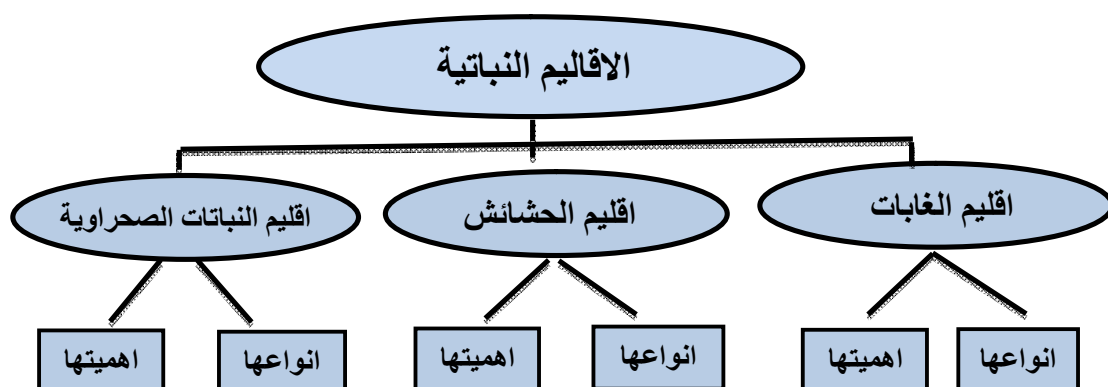 الاقاليم النباتية
اقليم الغابات
اقليم الحشائش
اقليم النباتات الصحراوية
انواعها
اهميتها
انواعها
اهميتها
انواعها
اهميتها